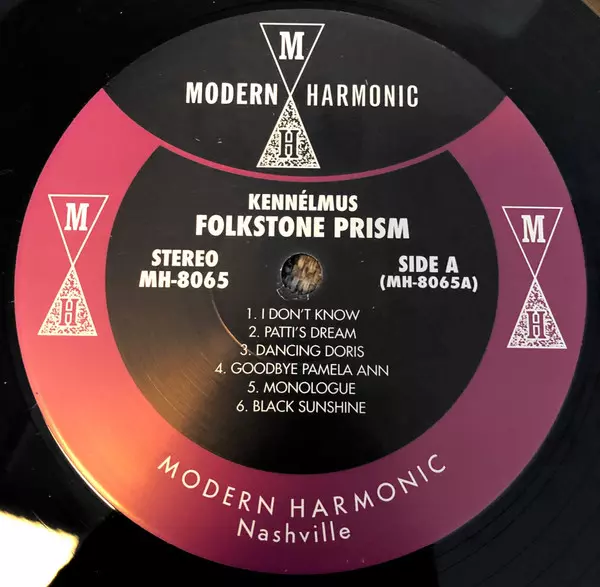 M
MODERN HARMONIC
H
KENNÉLMUS
FOLKSTONE PRISM
STEREO
MH-8065
SIDE A
(MH-8065A)
1. I DON'T KNOW
2. PATTI'S DREAM
3. DANCING DORIS
4. GOODBYE PAMELA ANN
5. MONOLOGUE
6. BLACK SUNSHINE
M
H
M
H
MODERN HARMONIC
Nashville